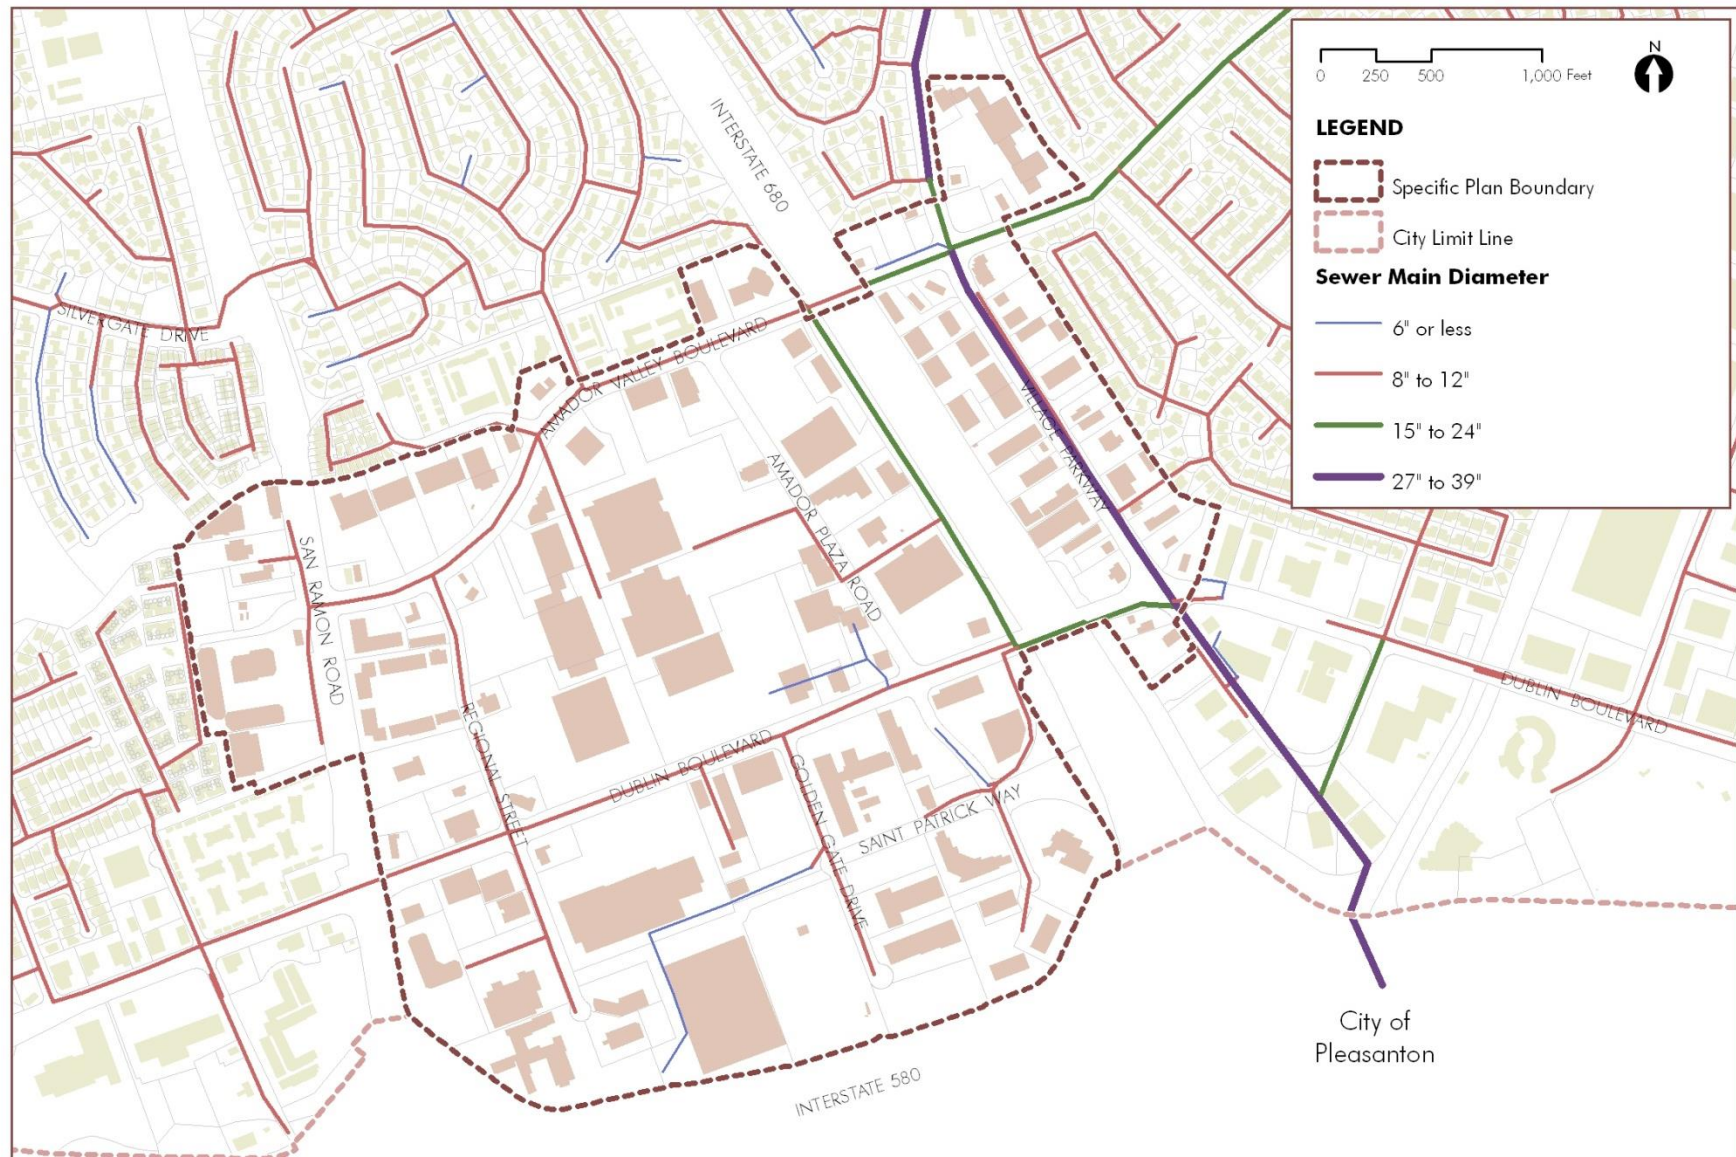 N
0 250 500 1,000 Feet
LEGEND
Specific Plan Boundary
City Limit Line
Sewer Main Diameter
6" or less
8" to 12"
15" to 24"
27" to 39"
INTERSTATE 680
SILVERGATE DRIVE
AMADOR VALLEY BOULEVARD
VILLAGE PARKWAY
AMADOR PLAZA ROAD
SAN RAMON ROAD
REGIONAL STREET
DUBLIN BOULEVARD
GOLDEN GATE DRIVE
SAINT PATRICK WAY
DUBLIN BOULEVARD
City of
Pleasanton
INTERSTATE 580